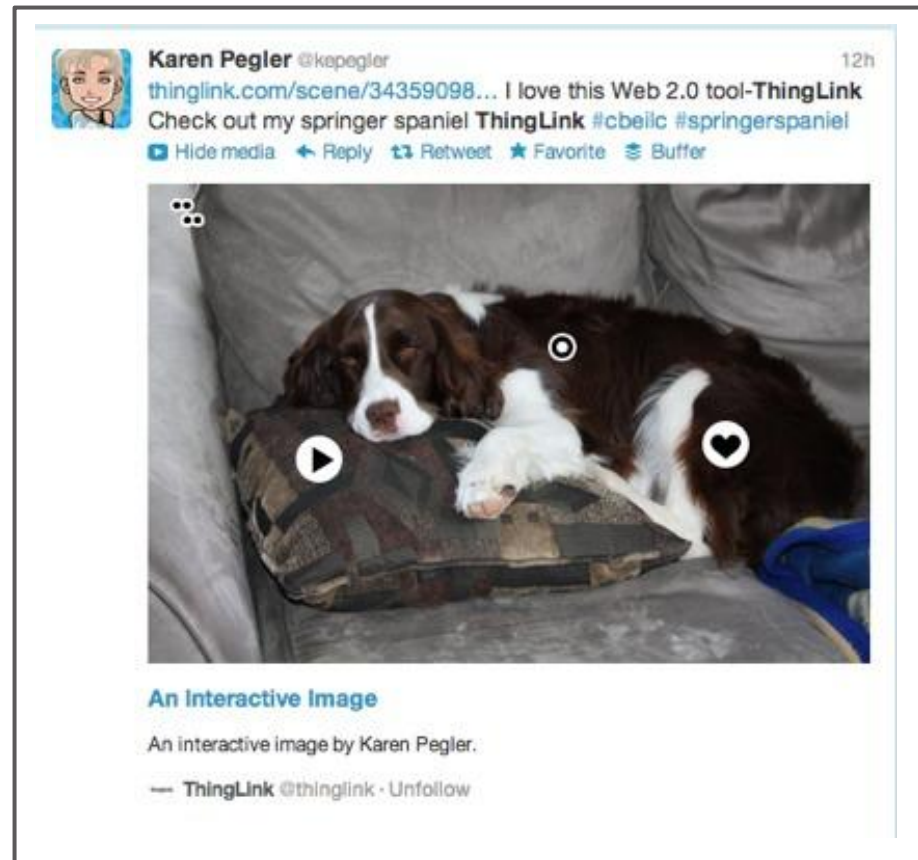 Karen Pegler @kepegler 12h
thinglink.com/scene/34359098... I love this Web 2.0 tool-ThingLink
Check out my springer spaniel ThingLink #cbeilc #springerspaniel
Hide media Reply Retweet Favorite Buffer
An Interactive Image
An interactive image by Karen Pegler.
ThingLink @thinglink · Unfollow